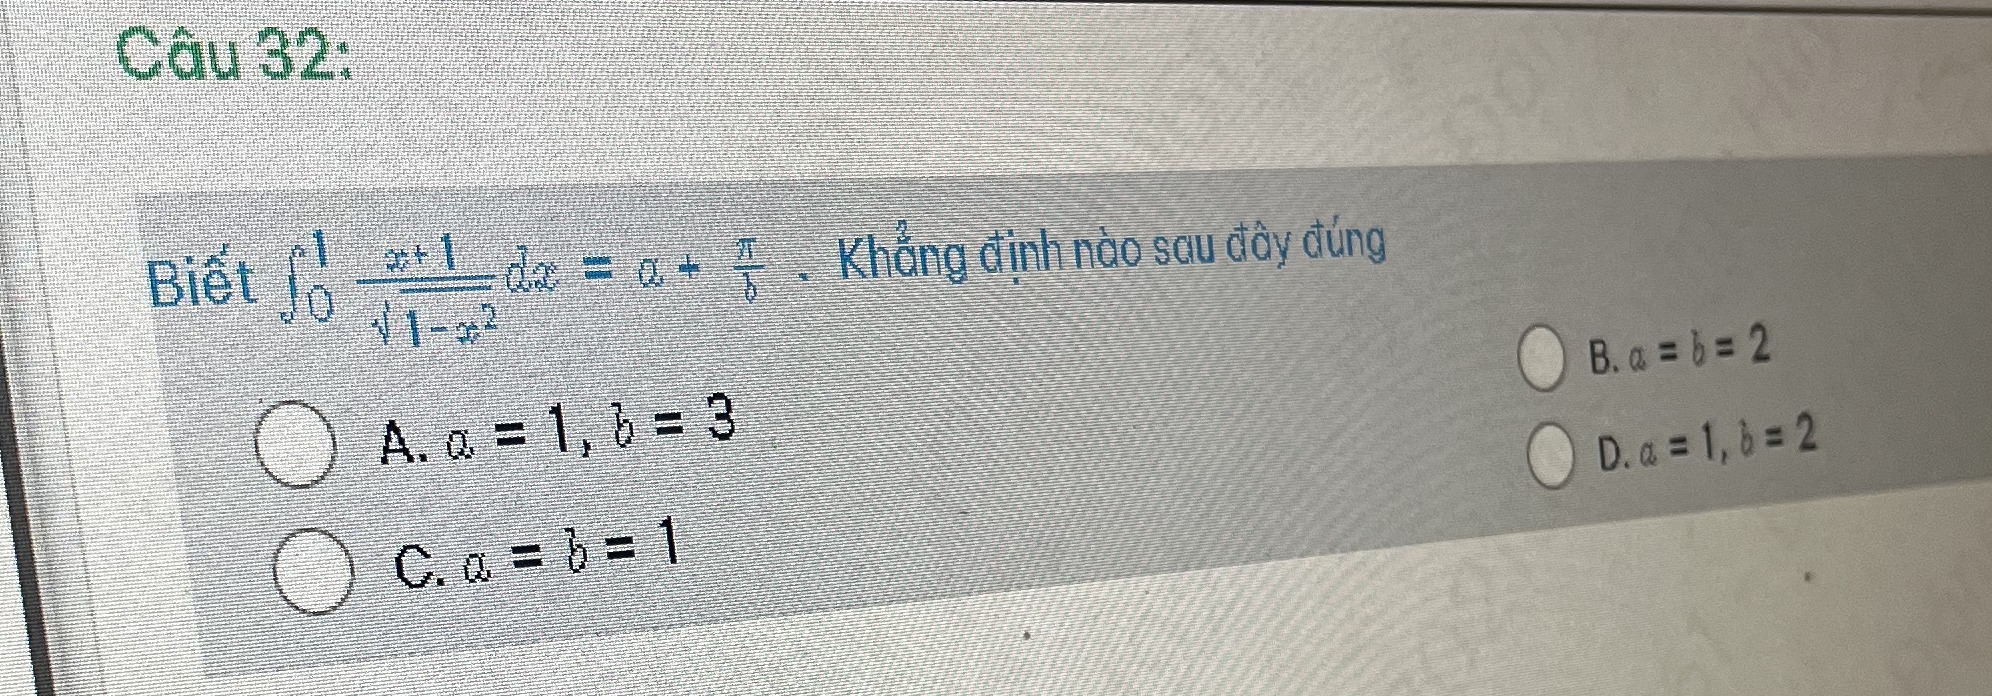 Câu 32:
Biết ∫₀¹ (x+1)/√(1−x²) dx = a + π/b . Khẳng định nào sau đây đúng
A. a = 1, b = 3
B. a = b = 2
C. a = b = 1
D. a = 1, b = 2